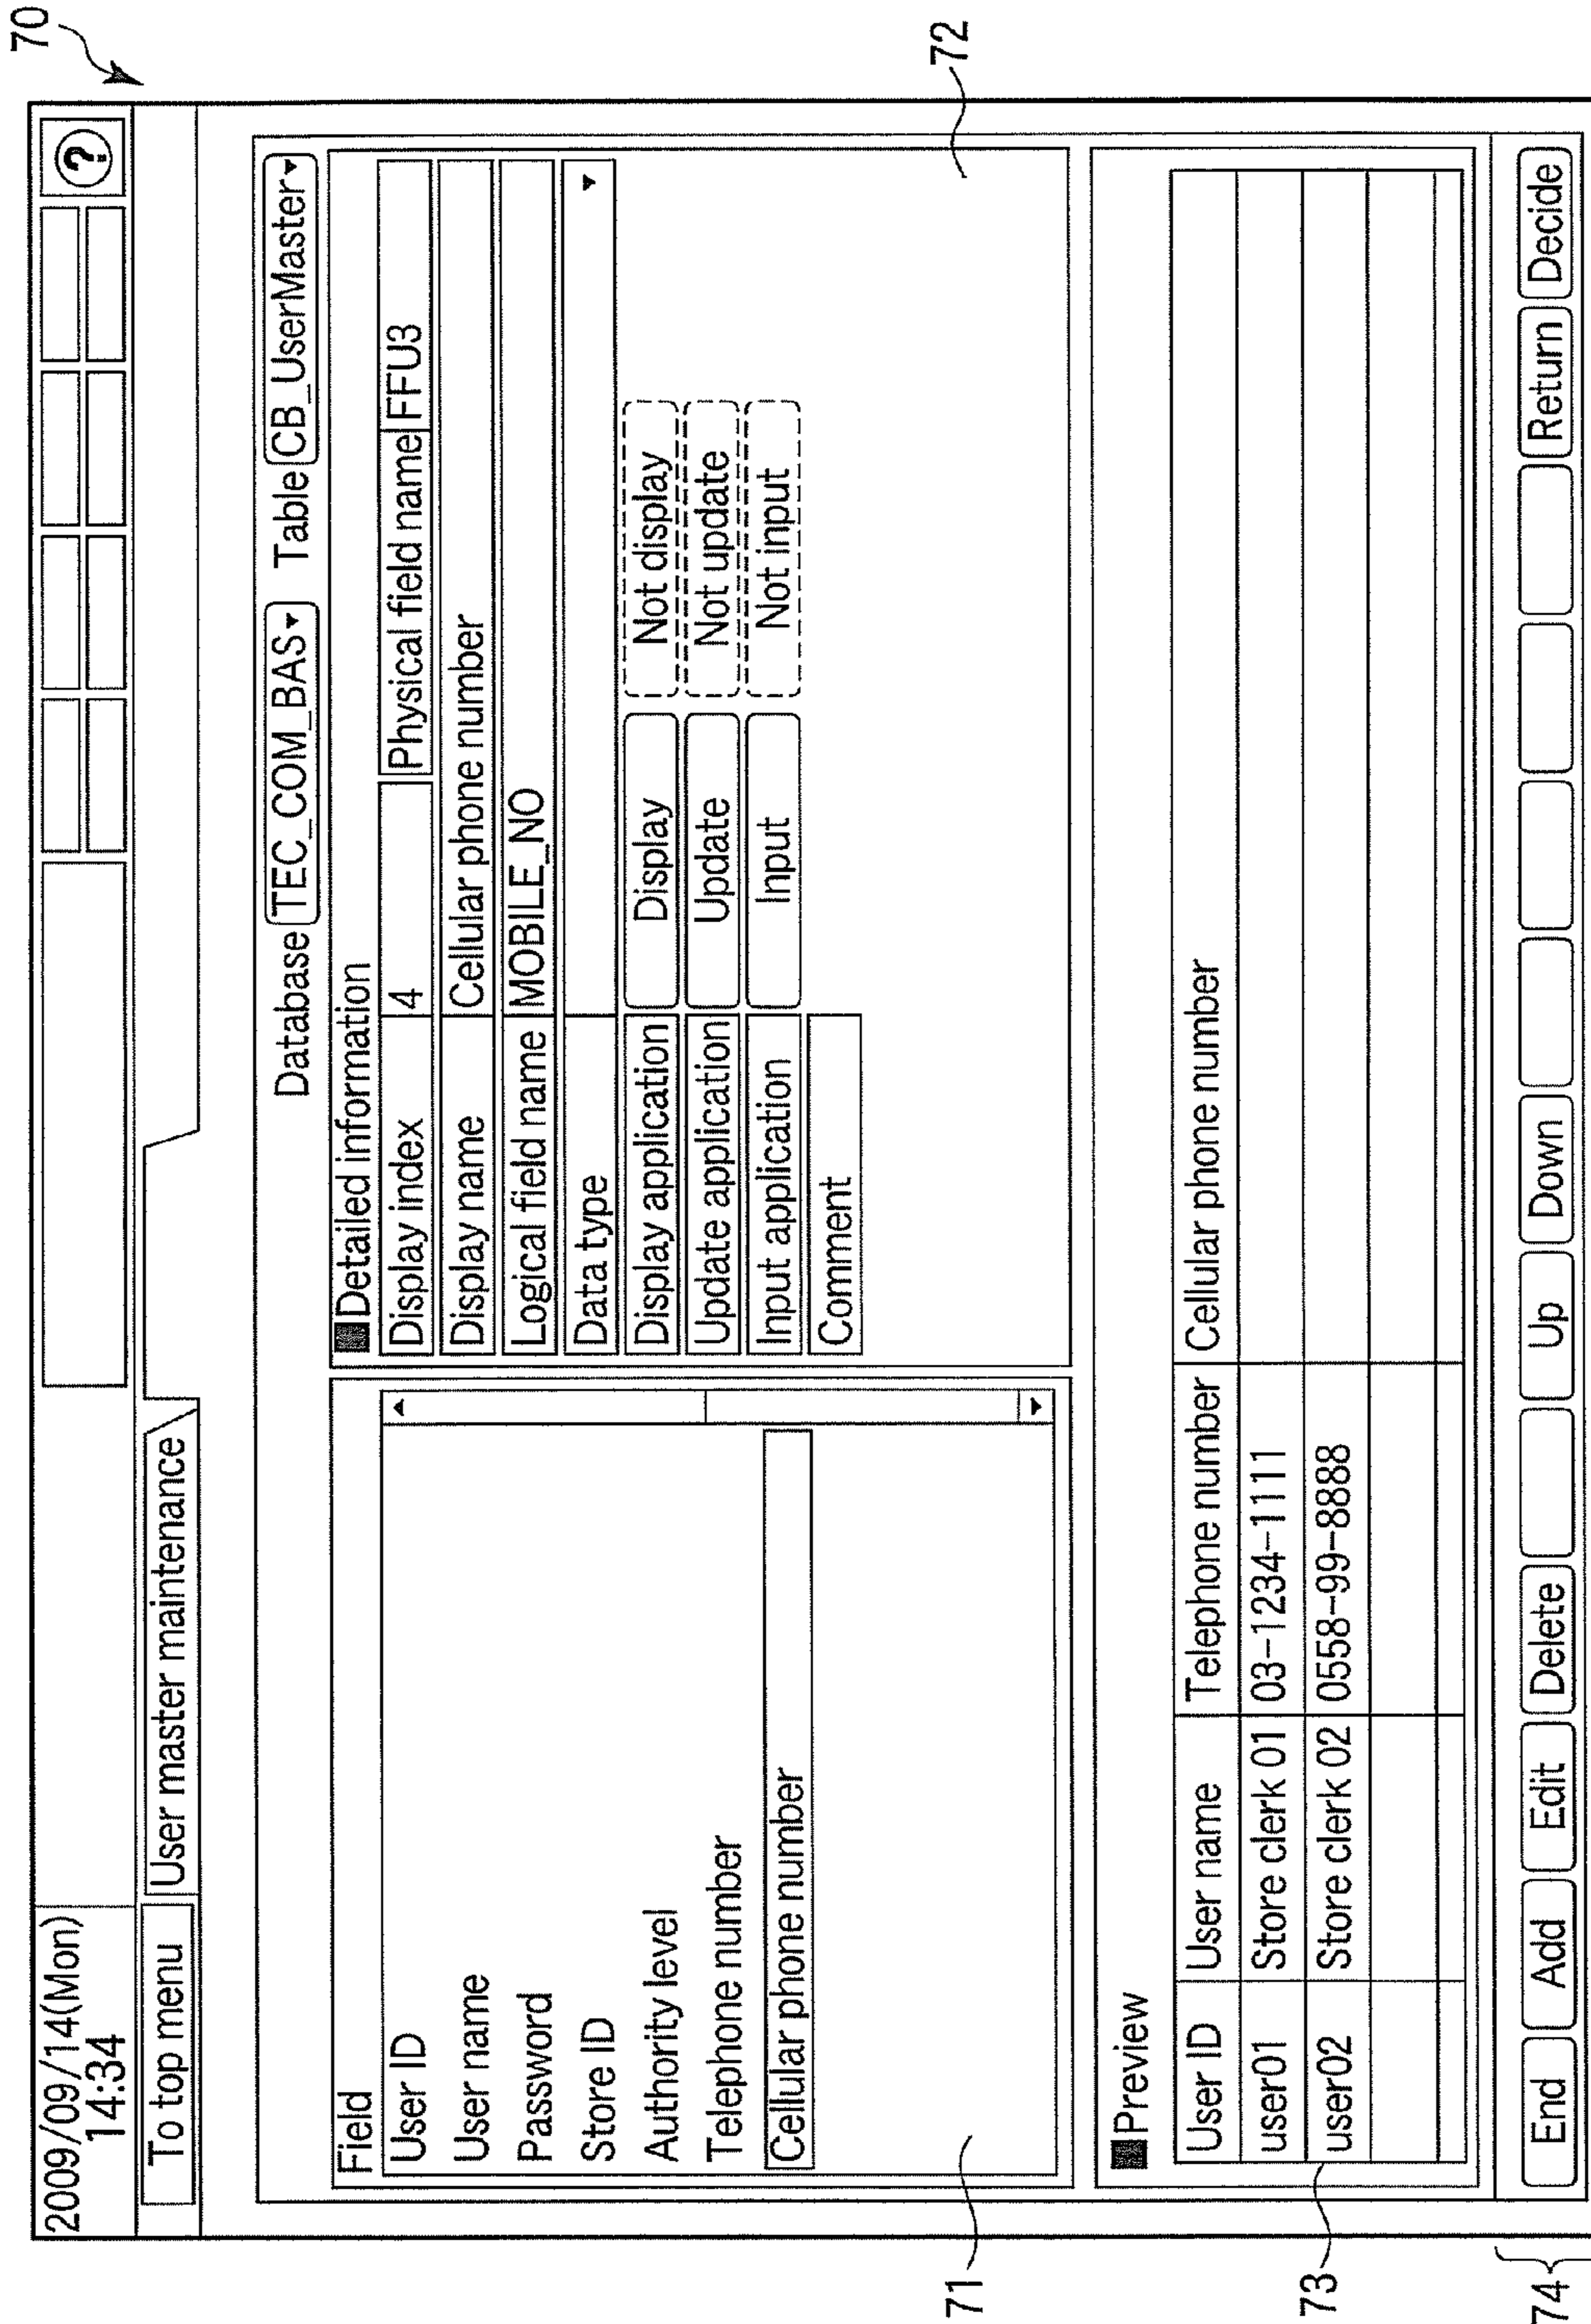 70
2009/09/14(Mon)
14:34
?
To top menu
User master maintenance
Database TEC_COM_BAS Table CB_UserMaster
Field
User ID
User name
Password
Store ID
Authority level
Telephone number
Cellular phone number
71
Detailed information
Display index 4 Physical field name FFU3
Display name Cellular phone number
Logical field name MOBILE_NO
Data type
Display application Display Not display
Update application Update Not update
Input application Input Not input
Comment
72
Preview
User ID User name Telephone number Cellular phone number
user01 Store clerk 01 03-1234-1111
user02 Store clerk 02 0558-99-8888
73
End Add Edit Delete Up Down Return Decide
74